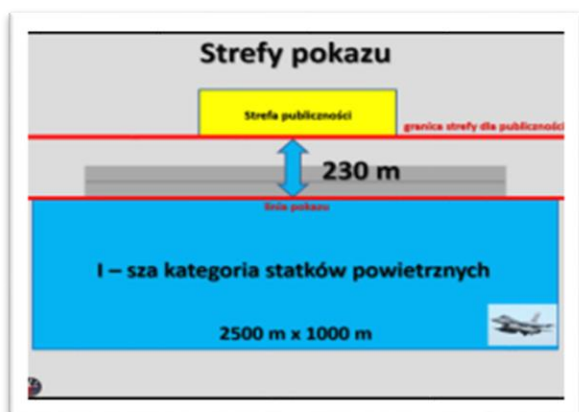 Strefy pokazu
Strefa publiczności
granica strefy dla publiczności
230 m
linia pokazu
I – sza kategoria statków powietrznych
2500 m x 1000 m